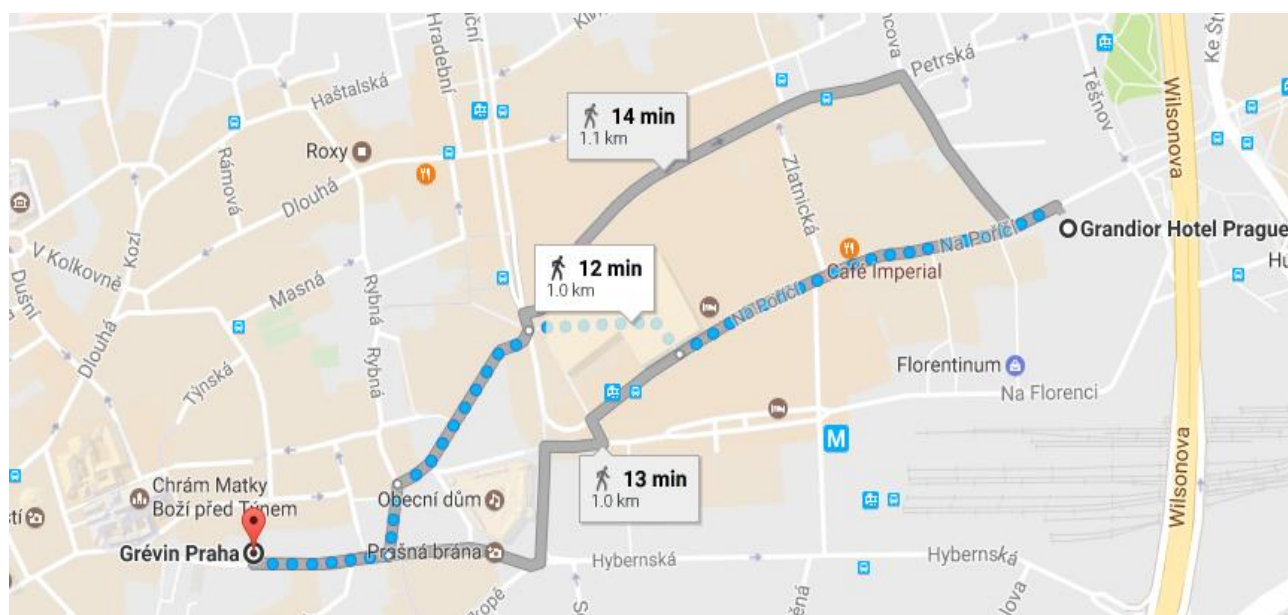 Hradební
Petrská
Těšnov
Ke Št
Wilsonova
Haštalská
Rámová
Roxy
Dlouhá
14 min
1.1 km
Zlatnická
Kozí
V Kolkovně
Dušní
Masná
Rybná
12 min
1.0 km
Na Poříčí
Café Imperial
Na Poříčí
Grandior Hotel Prague
Dlouhá
Týnská
Rybná
Florentinum
Na Florenci
M
13 min
1.0 km
Chrám Matky
Boží před Týnem
Obecní dům
Grévin Praha
Prašná brána
Hybernská
Hybernská
Wilsonova